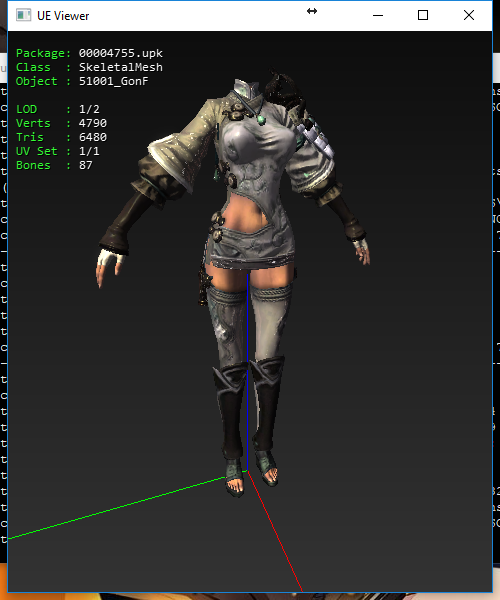 UE Viewer
Package: 00004755.upk
Class : SkeletalMesh
Object : 51001_GonF
LOD : 1/2
Verts : 4790
Tris : 6480
UV Set : 1/1
Bones : 87